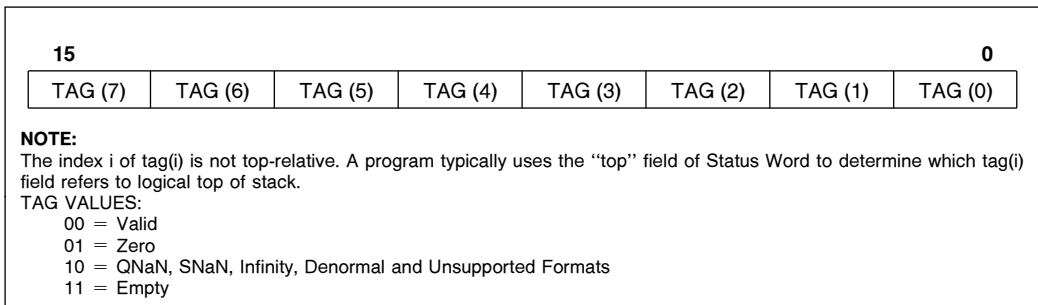 15 0
TAG (7) TAG (6) TAG (5) TAG (4) TAG (3) TAG (2) TAG (1) TAG (0)
NOTE:
The index i of tag(i) is not top-relative. A program typically uses the ‘‘top’’ field of Status Word to determine which tag(i)
field refers to logical top of stack.
TAG VALUES:
00 = Valid
01 = Zero
10 = QNaN, SNaN, Infinity, Denormal and Unsupported Formats
11 = Empty